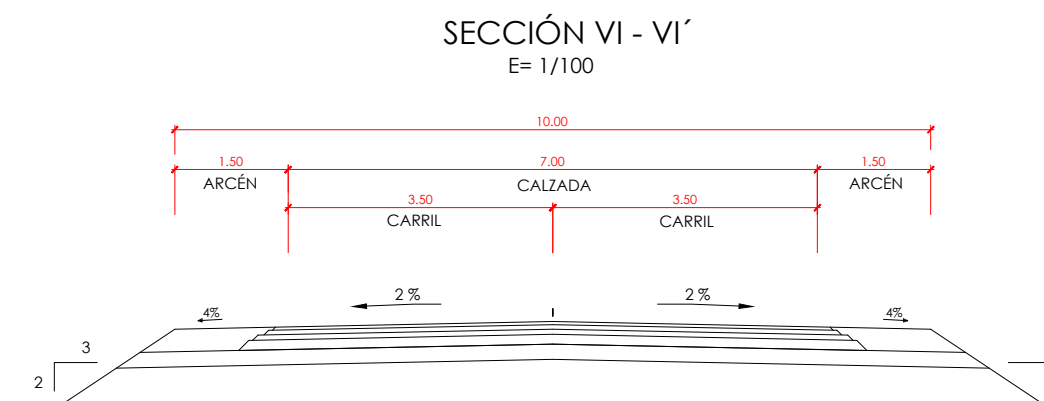 SECCIÓN VI - VI´
E= 1/100
10.00
1.50 7.00 1.50
ARCÉN CALZADA ARCÉN
3.50 3.50
CARRIL CARRIL
2 % 2 %
4% 4%
3
2